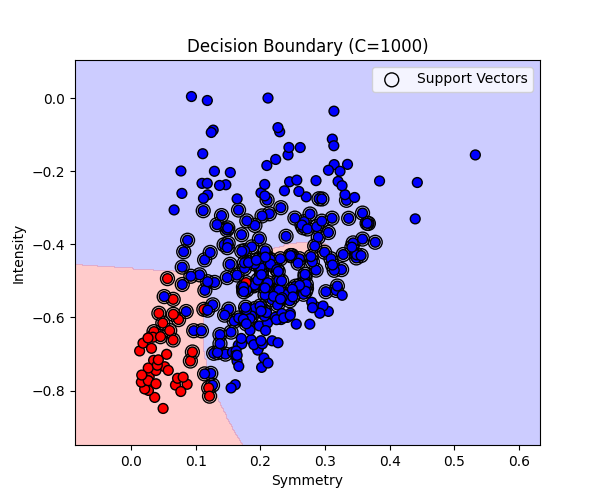 Decision Boundary (C=1000)
Support Vectors
0.0
−0.2
−0.4
−0.6
−0.8
Intensity
0.0 0.1 0.2 0.3 0.4 0.5 0.6
Symmetry